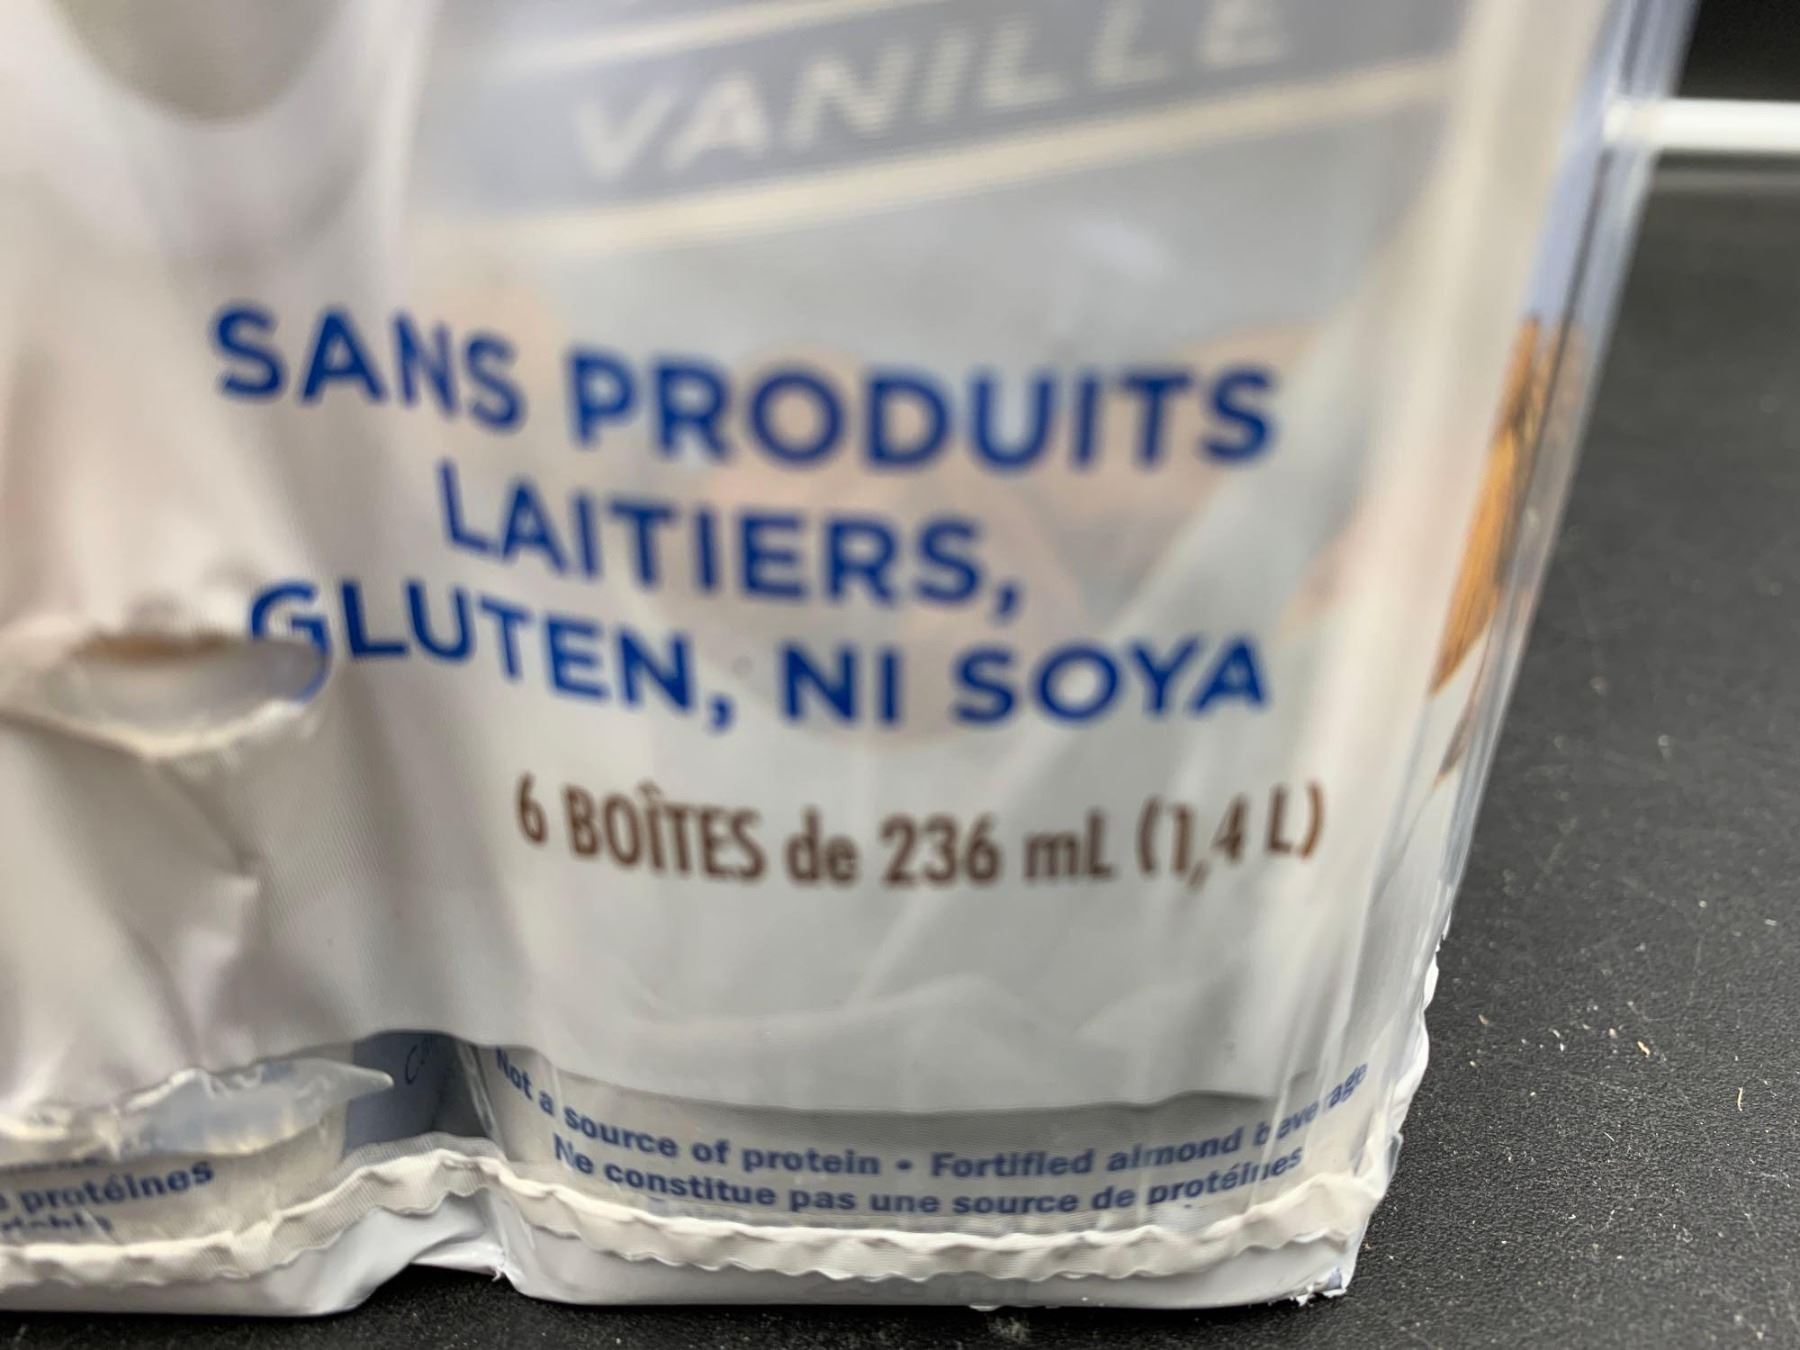 VANILLE
SANS PRODUITS
LAITIERS,
GLUTEN, NI SOYA
6 BOÎTES de 236 mL (1,4 L)
Not a source of protein • Fortified almond beverage
Ne constitue pas une source de protéines
protéines